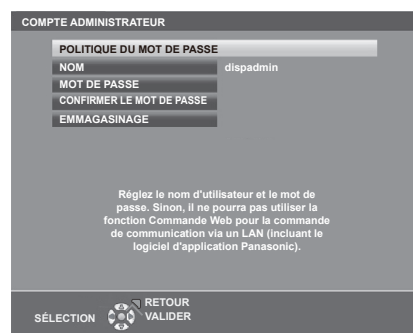 COMPTE ADMINISTRATEUR
POLITIQUE DU MOT DE PASSE
NOM dispadmin
MOT DE PASSE
CONFIRMER LE MOT DE PASSE
EMMAGASINAGE
Réglez le nom d'utilisateur et le mot de
passe. Sinon, il ne pourra pas utiliser la
fonction Commande Web pour la commande
de communication via un LAN (incluant le
logiciel d'application Panasonic).
RETOUR
SÉLECTION VALIDER